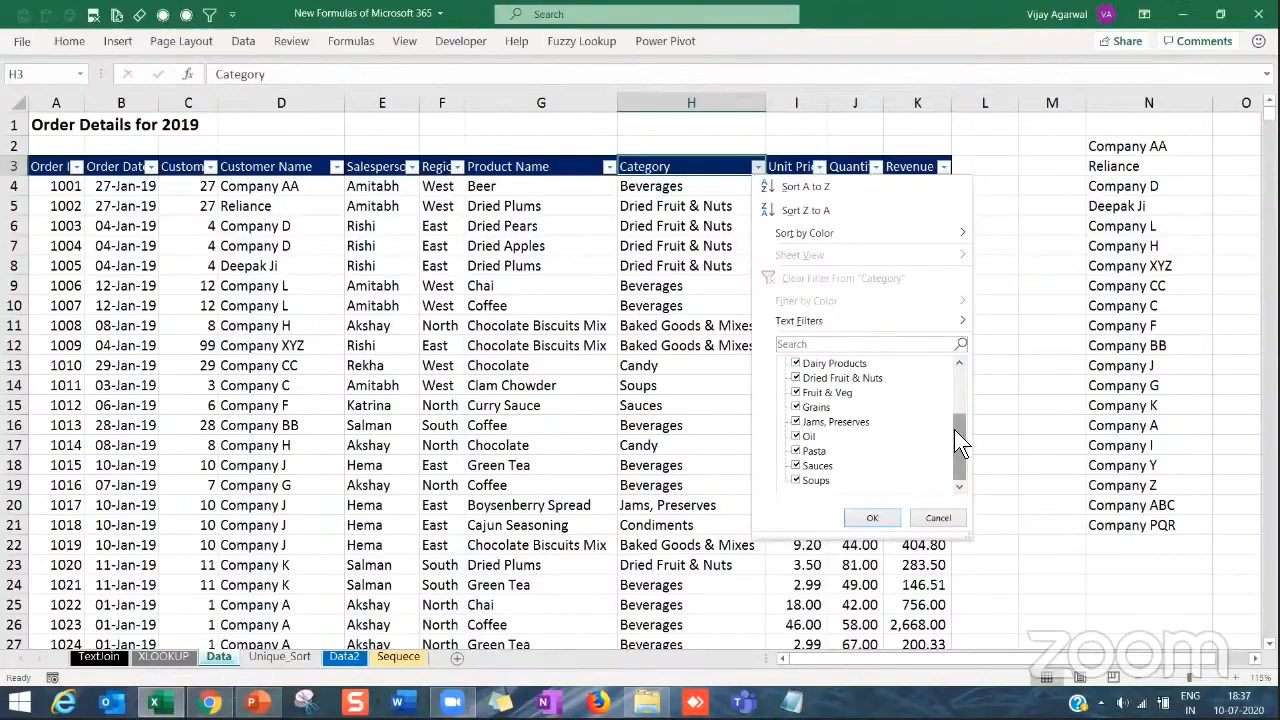 New Formulas of Microsoft 365
Search
Vijay Agarwal VA
File Home Insert Page Layout Data Review Formulas View Developer Help Fuzzy Lookup Power Pivot Share Comments
H3 fx Category
A B C D E F G H I J K L M N O
1 Order Details for 2019
2 Company AA
3 Order I Order Date Custom Customer Name Salesperso Regio Product Name Category Unit Pric Quanti Revenue Reliance
4 1001 27-Jan-19 27 Company AA Amitabh West Beer Beverages Company D
5 1002 27-Jan-19 27 Reliance Amitabh West Dried Plums Dried Fruit & Nuts Deepak Ji
6 1003 04-Jan-19 4 Company D Rishi East Dried Pears Dried Fruit & Nuts Company L
7 1004 04-Jan-19 4 Company D Rishi East Dried Apples Dried Fruit & Nuts Company H
8 1005 04-Jan-19 4 Deepak Ji Rishi East Dried Plums Dried Fruit & Nuts Company XYZ
9 1006 12-Jan-19 12 Company L Amitabh West Chai Beverages Company CC
10 1007 12-Jan-19 12 Company L Amitabh West Coffee Beverages Company C
11 1008 08-Jan-19 8 Company H Akshay North Chocolate Biscuits Mix Baked Goods & Mixes Company F
12 1009 04-Jan-19 99 Company XYZ Rishi East Chocolate Biscuits Mix Baked Goods & Mixes Company BB
13 1010 29-Jan-19 29 Company CC Rekha West Chocolate Candy Company J
14 1011 03-Jan-19 3 Company C Amitabh West Clam Chowder Soups Company G
15 1012 06-Jan-19 6 Company F Katrina North Curry Sauce Sauces Company K
16 1013 28-Jan-19 28 Company BB Salman South Coffee Beverages Company A
17 1014 08-Jan-19 8 Company H Akshay North Chocolate Candy Company I
18 1015 10-Jan-19 10 Company J Hema East Green Tea Beverages Company Y
19 1016 07-Jan-19 7 Company G Akshay North Coffee Beverages Company Z
20 1017 10-Jan-19 10 Company J Hema West Boysenberry Spread Jams, Preserves Company ABC
21 1018 10-Jan-19 10 Company J Hema East Cajun Seasoning Condiments Company PQR
22 1019 10-Jan-19 10 Company J Hema East Chocolate Biscuits Mix Baked Goods & Mixes 9.20 44.00 404.80
23 1020 11-Jan-19 11 Company K Salman South Dried Plums Dried Fruit & Nuts 3.50 81.00 283.50
24 1021 11-Jan-19 11 Company K Salman South Green Tea Beverages 2.99 49.00 146.51
25 1022 01-Jan-19 1 Company A Akshay North Chai Beverages 18.00 42.00 756.00
26 1023 01-Jan-19 1 Company A Akshay North Coffee Beverages 46.00 58.00 2,668.00
27 1024 01-Jan-19 1 Company A Akshay North Green Tea Beverages 2.99 67.00 200.33
Sort A to Z
Sort Z to A
Sort by Color
Sheet View
Clear Filter From "Category"
Filter by Color
Text Filters
Search
Dairy Products
Dried Fruit & Nuts
Fruit & Veg
Grains
Jams, Preserves
Oil
Pasta
Sauces
Soups
OK Cancel
zoom
TextJoin XLOOKUP Data Unique_Sort Data2 Sequece
Ready 115%
ENG 18:37
IN 10-07-2020